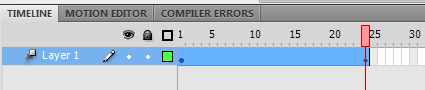 TIMELINE MOTION EDITOR COMPILER ERRORS
1 5 10 15 20 25 30
Layer 1